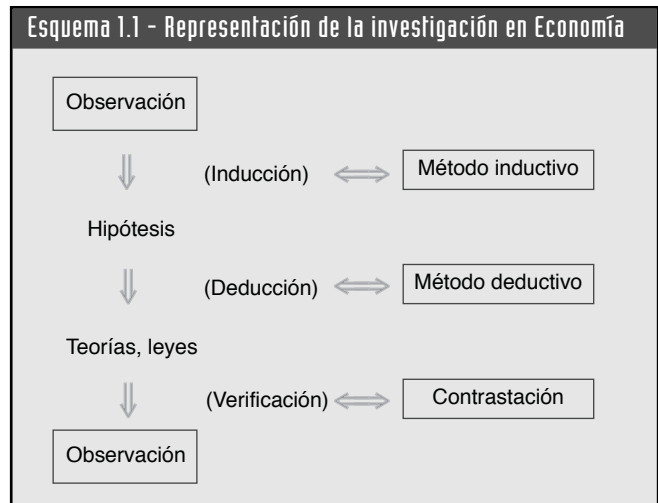 Esquema 1.1 - Representación de la investigación en Economía
Observación
(Inducción) Método inductivo
Hipótesis
(Deducción) Método deductivo
Teorías, leyes
(Verificación) Contrastación
Observación